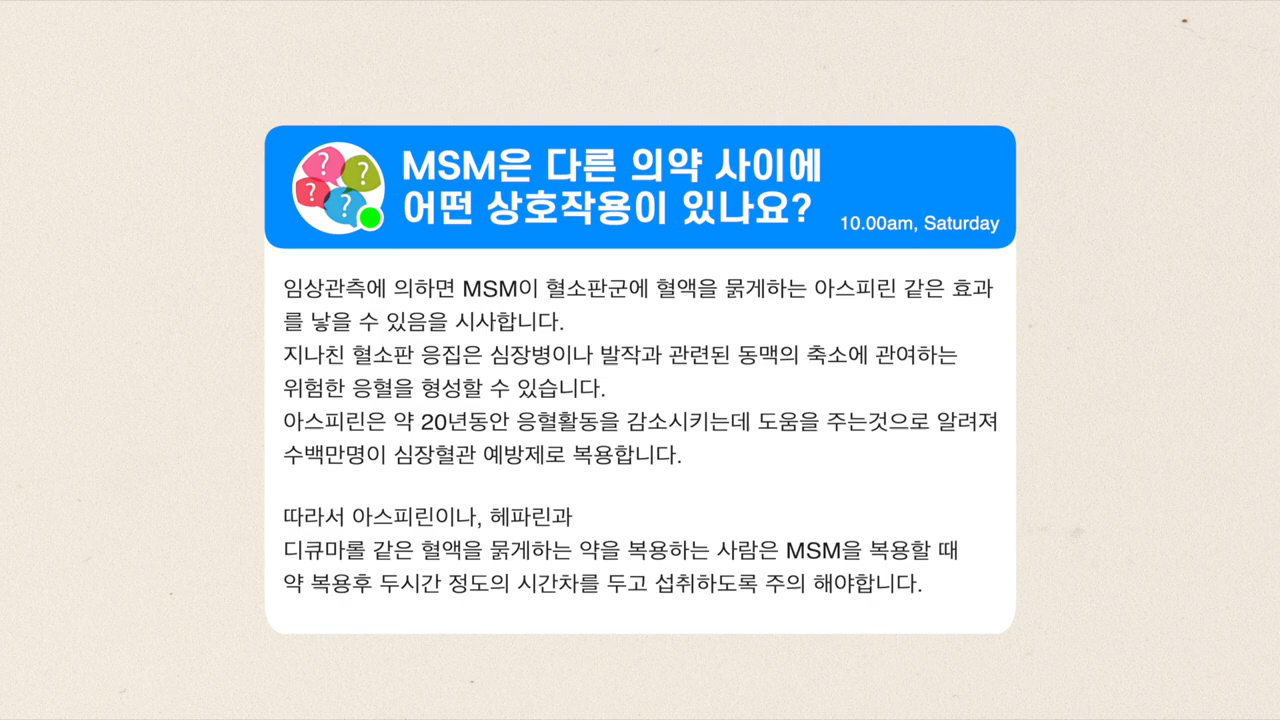 MSM은 다른 의약 사이에
어떤 상호작용이 있나요?
10.00am, Saturday
임상관측에 의하면 MSM이 혈소판군에 혈액을 묽게하는 아스피린 같은 효과
를 낳을 수 있음을 시사합니다.
지나친 혈소판 응집은 심장병이나 발작과 관련된 동맥의 축소에 관여하는
위험한 응혈을 형성할 수 있습니다.
아스피린은 약 20년동안 응혈활동을 감소시키는데 도움을 주는것으로 알려져
수백만명이 심장혈관 예방제로 복용합니다.
따라서 아스피린이나, 헤파린과
디큐마롤 같은 혈액을 묽게하는 약을 복용하는 사람은 MSM을 복용할 때
약 복용후 두시간 정도의 시간차를 두고 섭취하도록 주의 해야합니다.